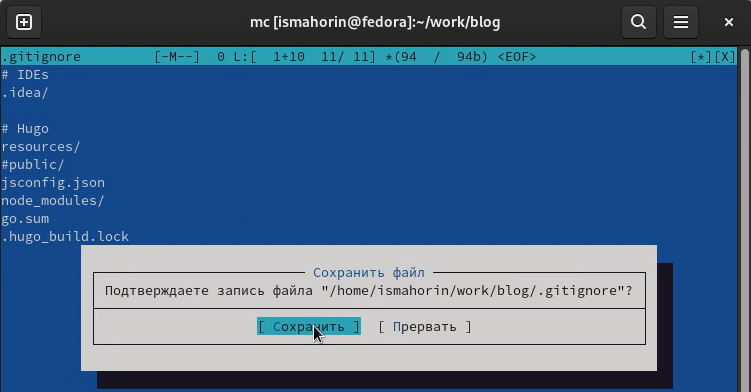 mc [ismahorin@fedora]:~/work/blog
.gitignore [-M--] 0 L:[ 1+10 11/ 11] *(94 / 94b) <EOF> [*][X]
# IDEs
.idea/
# Hugo
resources/
#public/
jsconfig.json
node_modules/
go.sum
.hugo_build.lock
Сохранить файл
Подтверждаете запись файла "/home/ismahorin/work/blog/.gitignore"?
[ Сохранить ] [ Прервать ]